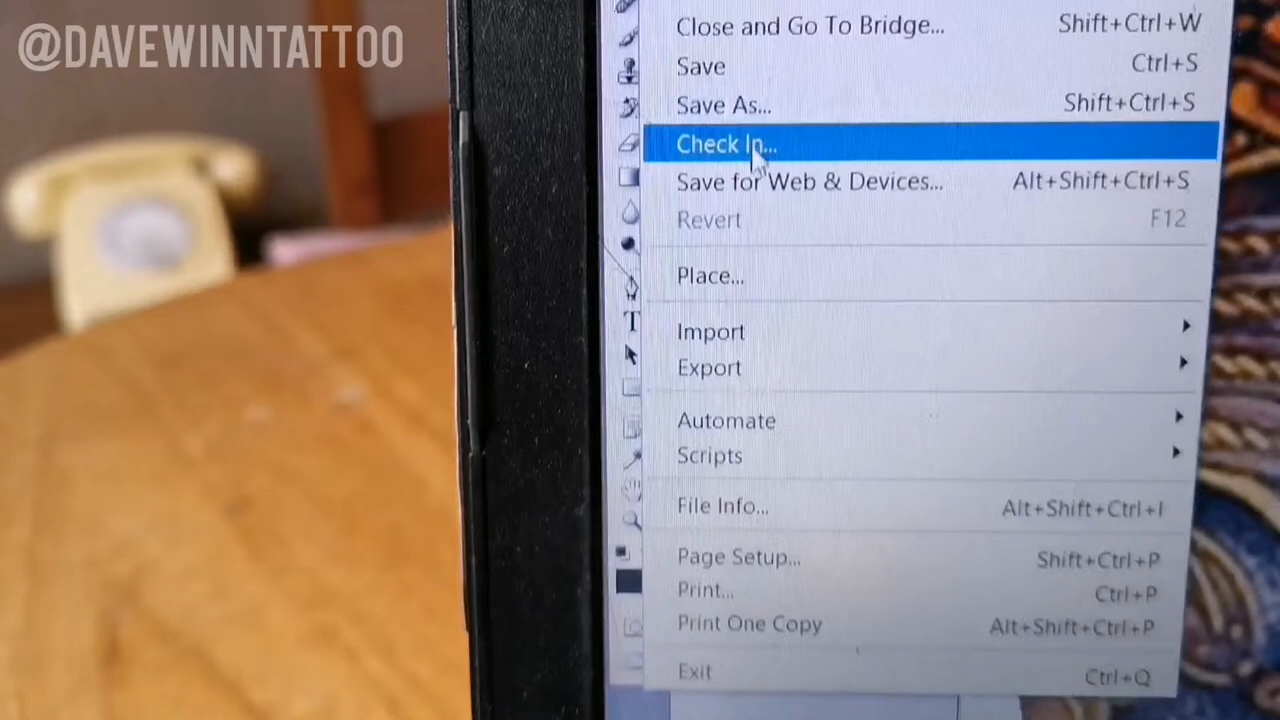 @DAVEWINNTATTOO
Close and Go To Bridge... Shift+Ctrl+W
Save Ctrl+S
Save As... Shift+Ctrl+S
Check In...
Save for Web & Devices... Alt+Shift+Ctrl+S
Revert F12
Place...
Import
Export
Automate
Scripts
File Info... Alt+Shift+Ctrl+I
Page Setup... Shift+Ctrl+P
Print... Ctrl+P
Print One Copy Alt+Shift+Ctrl+P
Exit Ctrl+Q
T